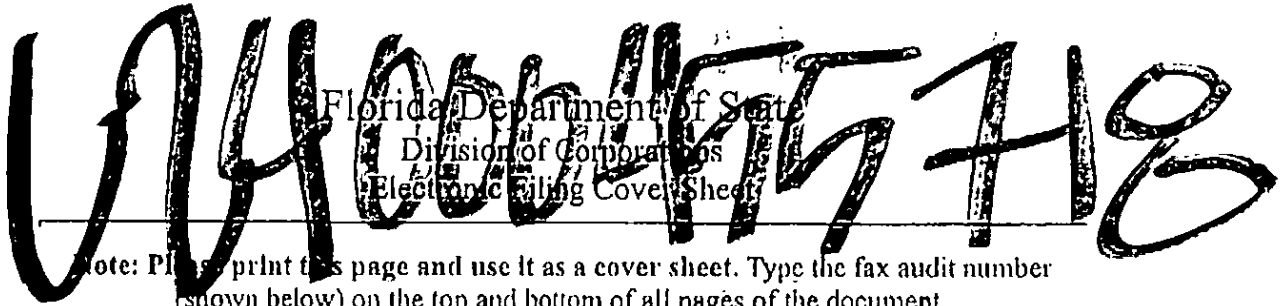 Florida Department of State
Division of Corporations
Electronic Filing Cover Sheet
Note: Please print this page and use it as a cover sheet. Type the fax audit number
(shown below) on the top and bottom of all pages of the document